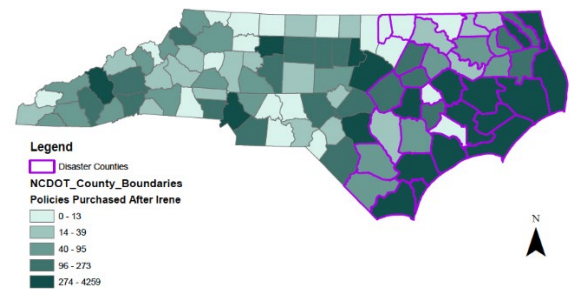 Legend
Disaster Counties
NCDOT_County_Boundaries
Policies Purchased After Irene
0 - 13
14 - 39
40 - 95
96 - 273
274 - 4259
N